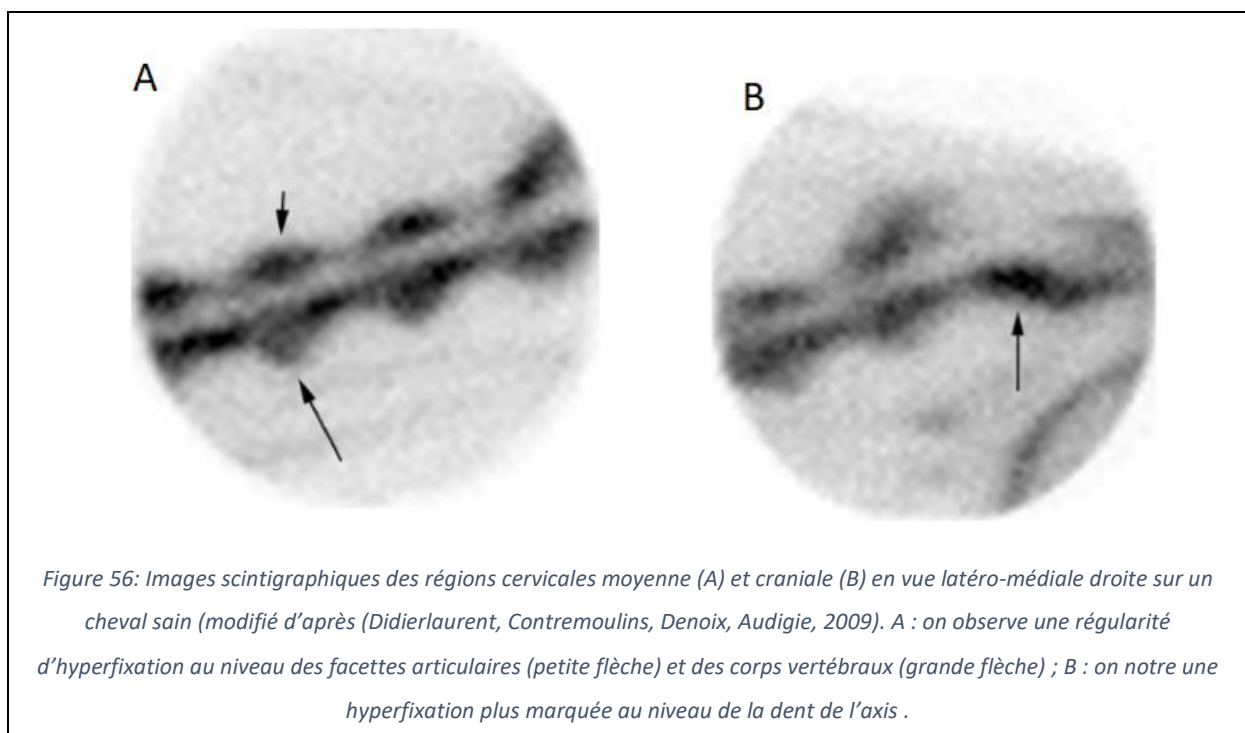 A
B
Figure 56: Images scintigraphiques des régions cervicales moyenne (A) et craniale (B) en vue latéro-médiale droite sur un
cheval sain (modifié d’après (Didierlaurent, Contremoulins, Denoix, Audigie, 2009). A : on observe une régularité
d’hyperfixation au niveau des facettes articulaires (petite flèche) et des corps vertébraux (grande flèche) ; B : on notre une
hyperfixation plus marquée au niveau de la dent de l’axis .